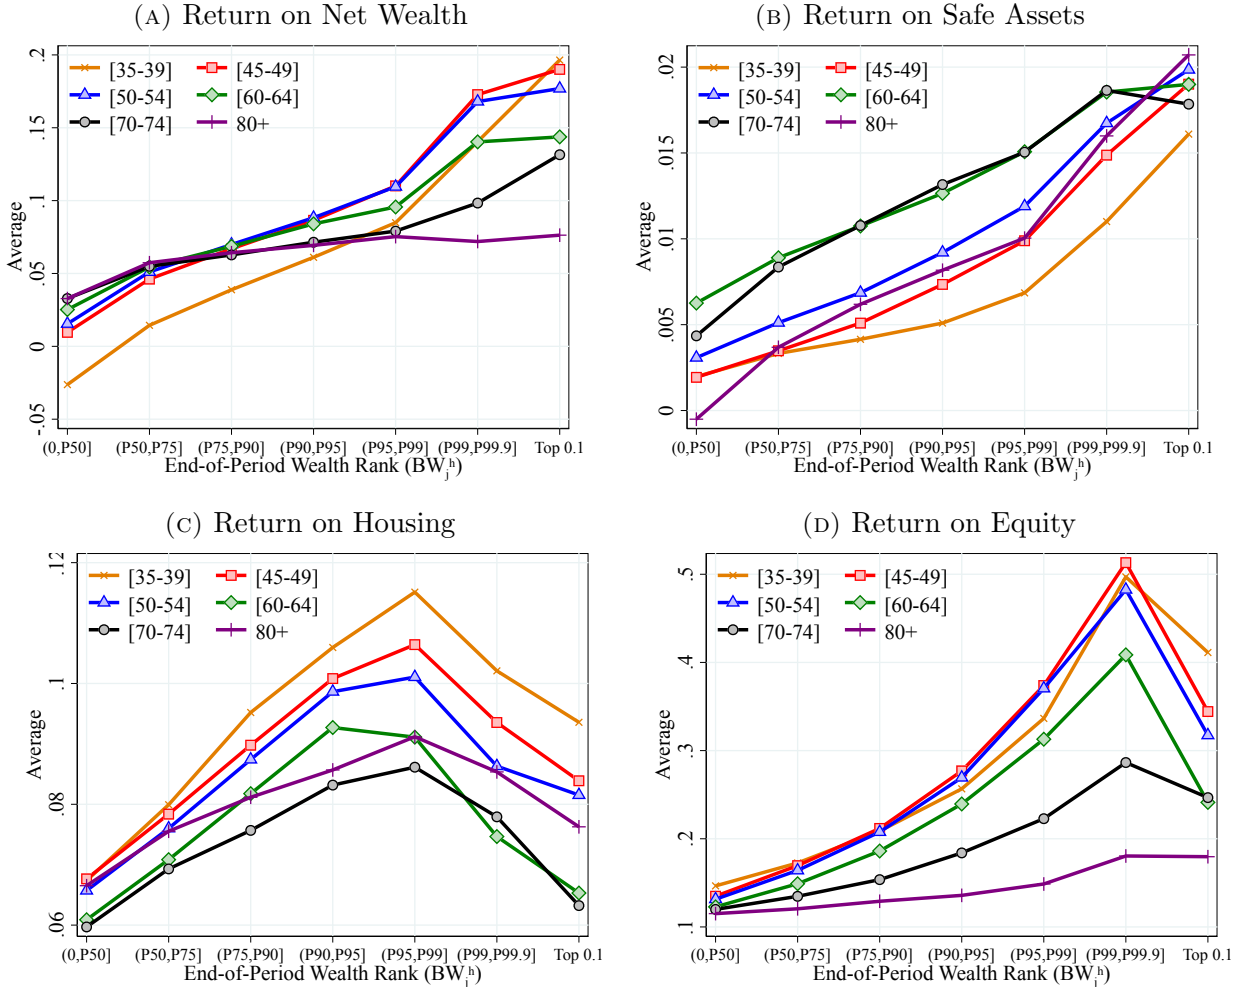 (A) Return on Net Wealth
Average
.2
.15
.1
.05
0
-.05
[35-39]
[45-49]
[50-54]
[60-64]
[70-74]
80+
(0,P50]
(P50,P75]
(P75,P90]
(P90,P95]
(P95,P99]
(P99,P99.9]
Top 0.1
End-of-Period Wealth Rank (BW_j^h)
(B) Return on Safe Assets
Average
.02
.015
.01
.005
0
[35-39]
[45-49]
[50-54]
[60-64]
[70-74]
80+
(0,P50]
(P50,P75]
(P75,P90]
(P90,P95]
(P95,P99]
(P99,P99.9]
Top 0.1
End-of-Period Wealth Rank (BW_j^h)
(C) Return on Housing
Average
.12
.1
.08
.06
[35-39]
[45-49]
[50-54]
[60-64]
[70-74]
80+
(0,P50]
(P50,P75]
(P75,P90]
(P90,P95]
(P95,P99]
(P99,P99.9]
Top 0.1
End-of-Period Wealth Rank (BW_j^h)
(D) Return on Equity
Average
.5
.4
.3
.2
.1
[35-39]
[45-49]
[50-54]
[60-64]
[70-74]
80+
(0,P50]
(P50,P75]
(P75,P90]
(P90,P95]
(P95,P99]
(P99,P99.9]
Top 0.1
End-of-Period Wealth Rank (BW_j^h)